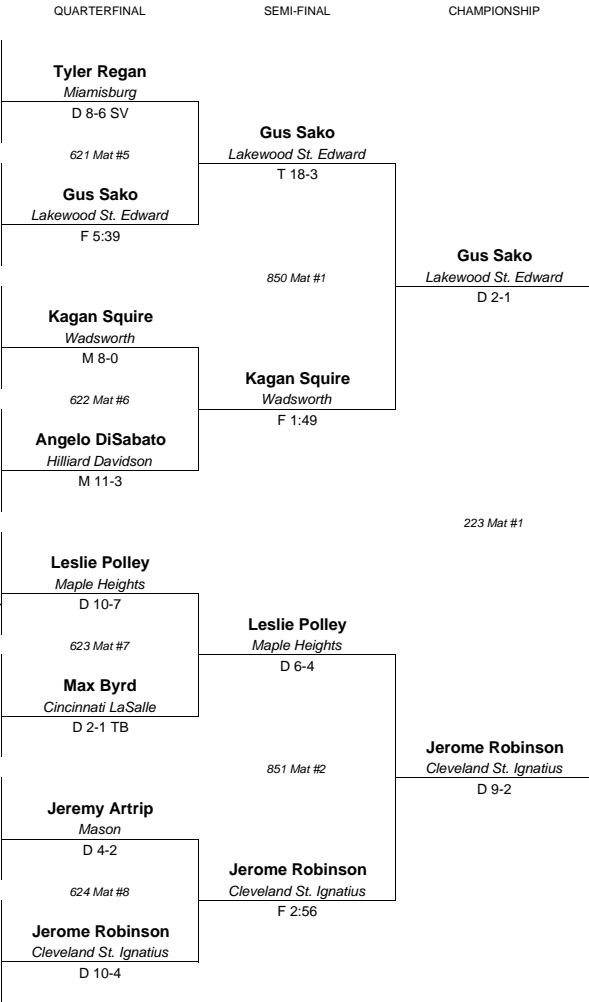 QUARTERFINAL SEMI-FINAL CHAMPIONSHIP
Tyler Regan
Miamisburg
D 8-6 SV
Gus Sako
Lakewood St. Edward
T 18-3
621 Mat #5
Gus Sako
Lakewood St. Edward
F 5:39
Gus Sako
Lakewood St. Edward
D 2-1
850 Mat #1
Kagan Squire
Wadsworth
M 8-0
Kagan Squire
Wadsworth
F 1:49
622 Mat #6
Angelo DiSabato
Hilliard Davidson
M 11-3
223 Mat #1
Leslie Polley
Maple Heights
D 10-7
Leslie Polley
Maple Heights
D 6-4
623 Mat #7
Max Byrd
Cincinnati LaSalle
D 2-1 TB
Jerome Robinson
Cleveland St. Ignatius
D 9-2
851 Mat #2
Jeremy Artrip
Mason
D 4-2
Jerome Robinson
Cleveland St. Ignatius
F 2:56
624 Mat #8
Jerome Robinson
Cleveland St. Ignatius
D 10-4